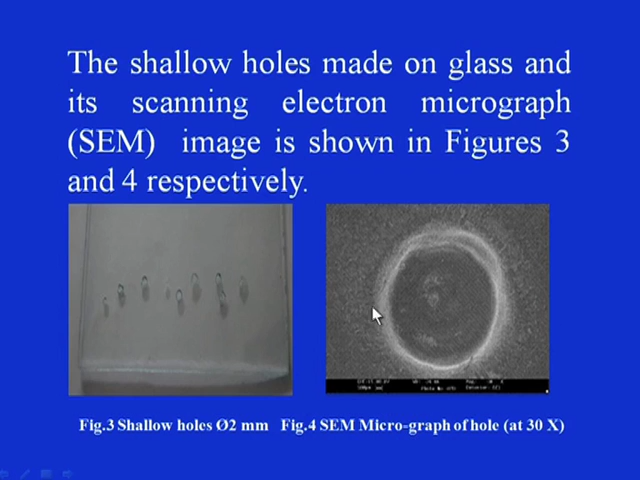 The shallow holes made on glass and
its scanning electron micrograph
(SEM) image is shown in Figures 3
and 4 respectively.
Fig.3 Shallow holes Ø2 mm Fig.4 SEM Micro-graph of hole (at 30 X)